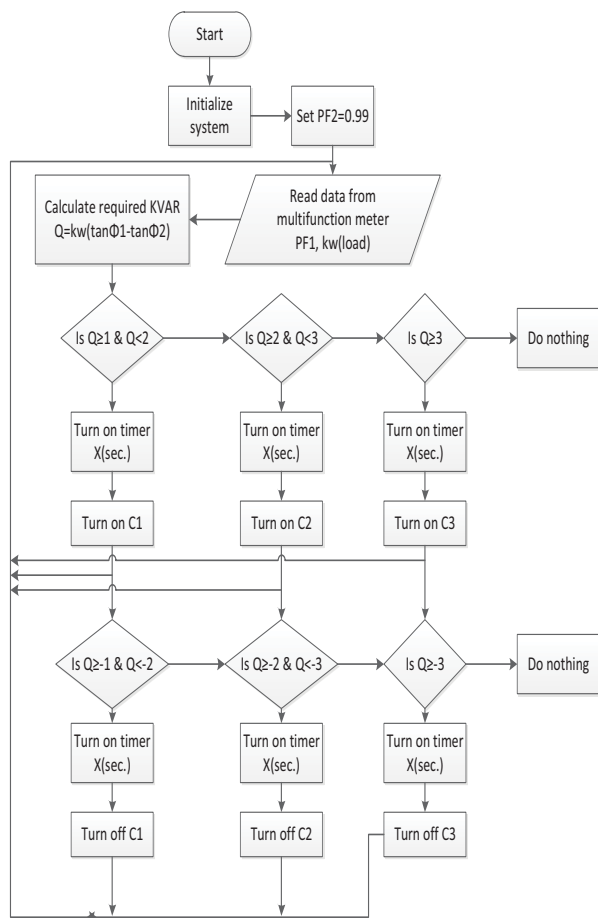 Start
Initialize
system
Set PF2=0.99
Calculate required KVAR
Q=kw(tanΦ1-tanΦ2)
Read data from
multifunction meter
PF1, kw(load)
Is Q≥1 & Q<2
Is Q≥2 & Q<3
Is Q≥3
Do nothing
Turn on timer
X(sec.)
Turn on timer
X(sec.)
Turn on timer
X(sec.)
Turn on C1
Turn on C2
Turn on C3
Is Q≥-1 & Q<-2
Is Q≥-2 & Q<-3
Is Q≥-3
Do nothing
Turn on timer
X(sec.)
Turn on timer
X(sec.)
Turn on timer
X(sec.)
Turn off C1
Turn off C2
Turn off C3